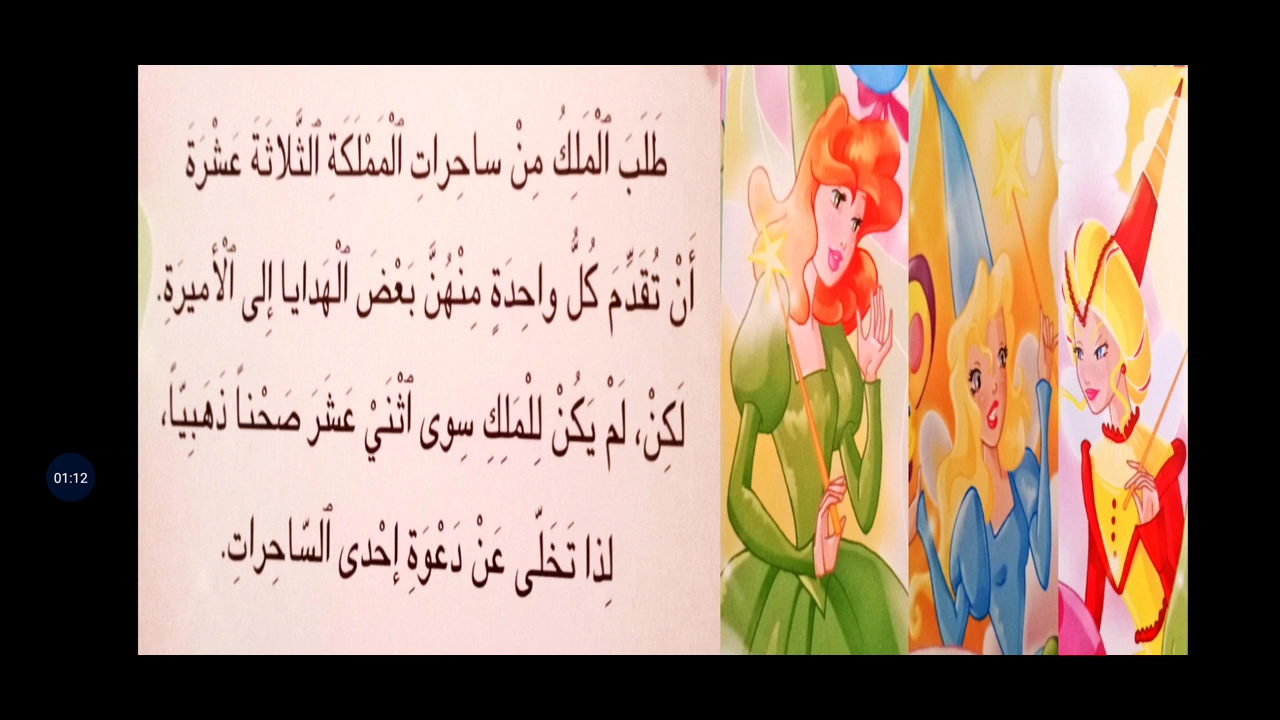 طَلَبَ ٱلْمَلِكُ مِنْ ساحِراتِ ٱلْمَمْلَكَةِ ٱلثَّلاثَةَ عَشْرَةَ
أَنْ تُقَدِّمَ كُلُّ واحِدَةٍ مِنْهُنَّ بَعْضَ ٱلْهَدايا إِلى ٱلْأَميرَةِ.
لَكِنْ، لَمْ يَكُنْ لِلْمَلِكِ سِوى ٱثْنَيْ عَشَرَ صَحْناً ذَهَبِيّاً،
لِذا تَخَلّى عَنْ دَعْوَةِ إِحْدى ٱلسّاحِراتِ.
01:12